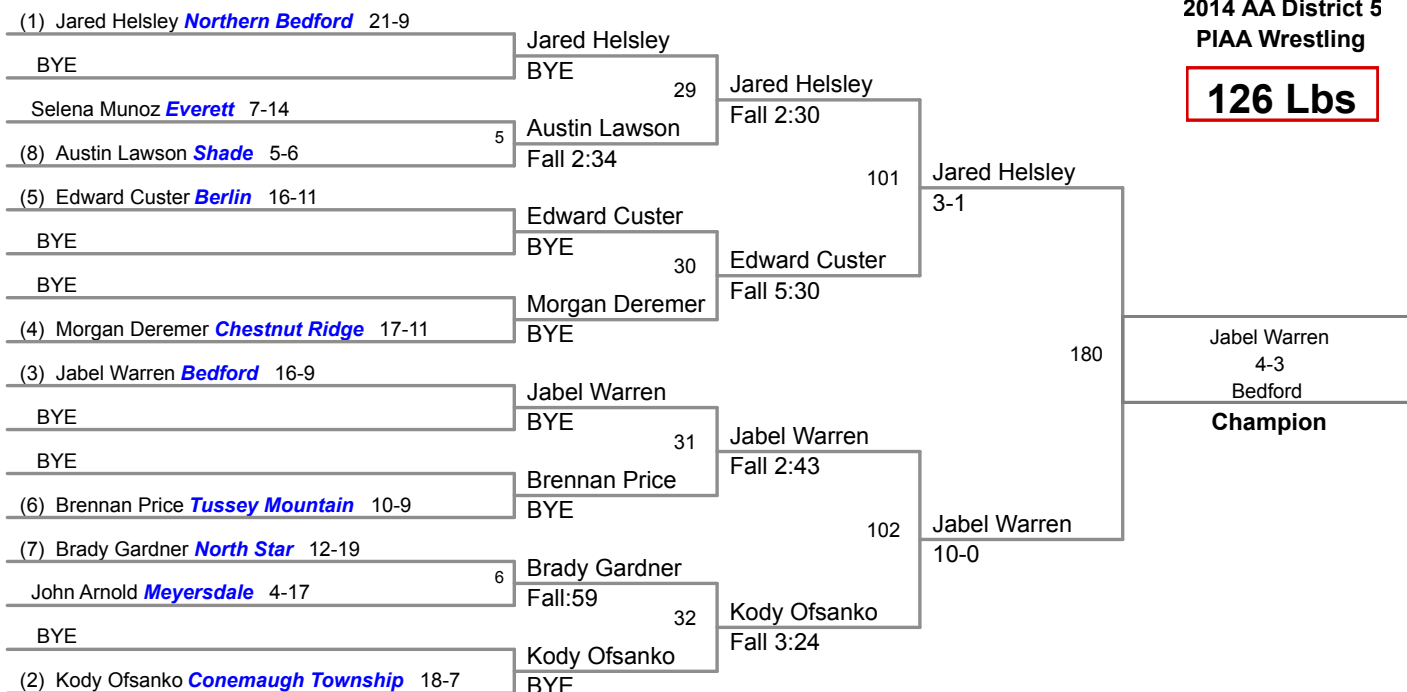 2014 AA District 5
PIAA Wrestling
126 Lbs
(1) Jared Helsley Northern Bedford 21-9
BYE
Selena Munoz Everett 7-14
(8) Austin Lawson Shade 5-6
(5) Edward Custer Berlin 16-11
BYE
BYE
(4) Morgan Deremer Chestnut Ridge 17-11
(3) Jabel Warren Bedford 16-9
BYE
BYE
(6) Brennan Price Tussey Mountain 10-9
(7) Brady Gardner North Star 12-19
John Arnold Meyersdale 4-17
BYE
(2) Kody Ofsanko Conemaugh Township 18-7
5
6
Jared Helsley
BYE
Austin Lawson
Fall 2:34
Edward Custer
BYE
Morgan Deremer
BYE
Jabel Warren
BYE
Brennan Price
BYE
Brady Gardner
Fall:59
Kody Ofsanko
BYE
29
30
31
32
Jared Helsley
Fall 2:30
Edward Custer
Fall 5:30
Jabel Warren
Fall 2:43
Kody Ofsanko
Fall 3:24
101
102
Jared Helsley
3-1
Jabel Warren
10-0
180
Jabel Warren
4-3
Bedford
Champion